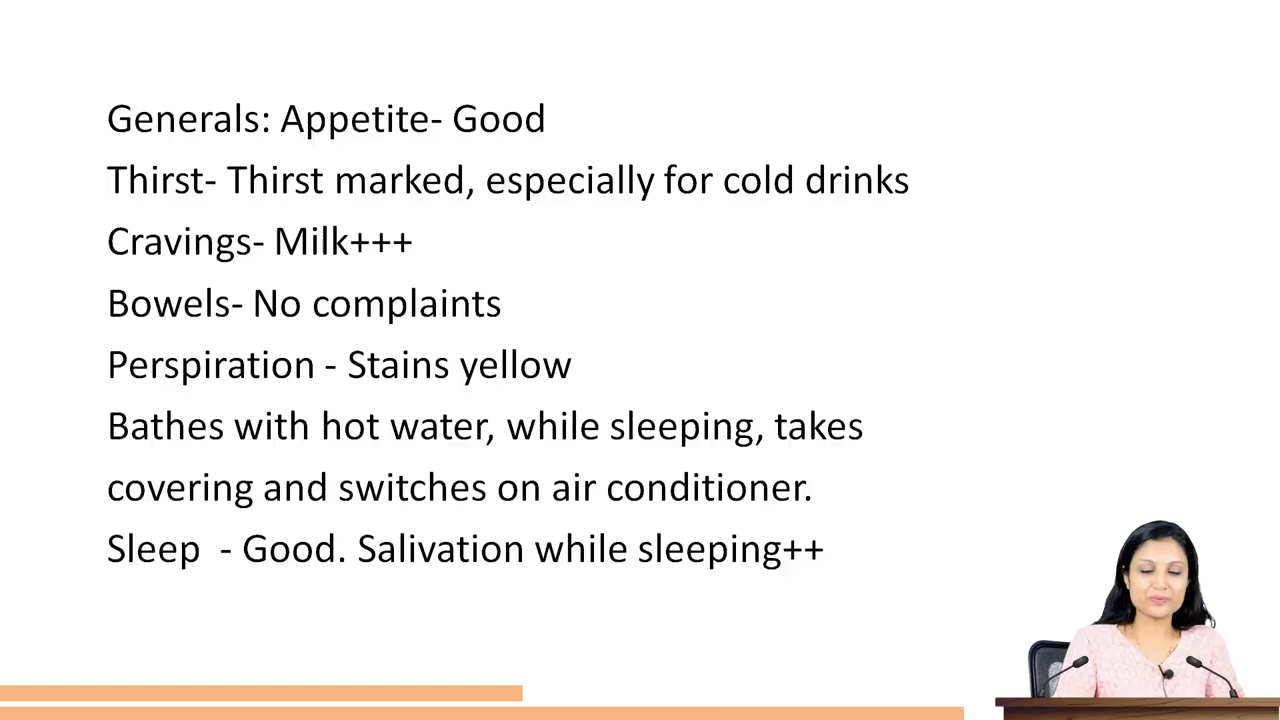 Generals: Appetite- Good
Thirst- Thirst marked, especially for cold drinks
Cravings- Milk+++
Bowels- No complaints
Perspiration - Stains yellow
Bathes with hot water, while sleeping, takes
covering and switches on air conditioner.
Sleep  - Good. Salivation while sleeping++